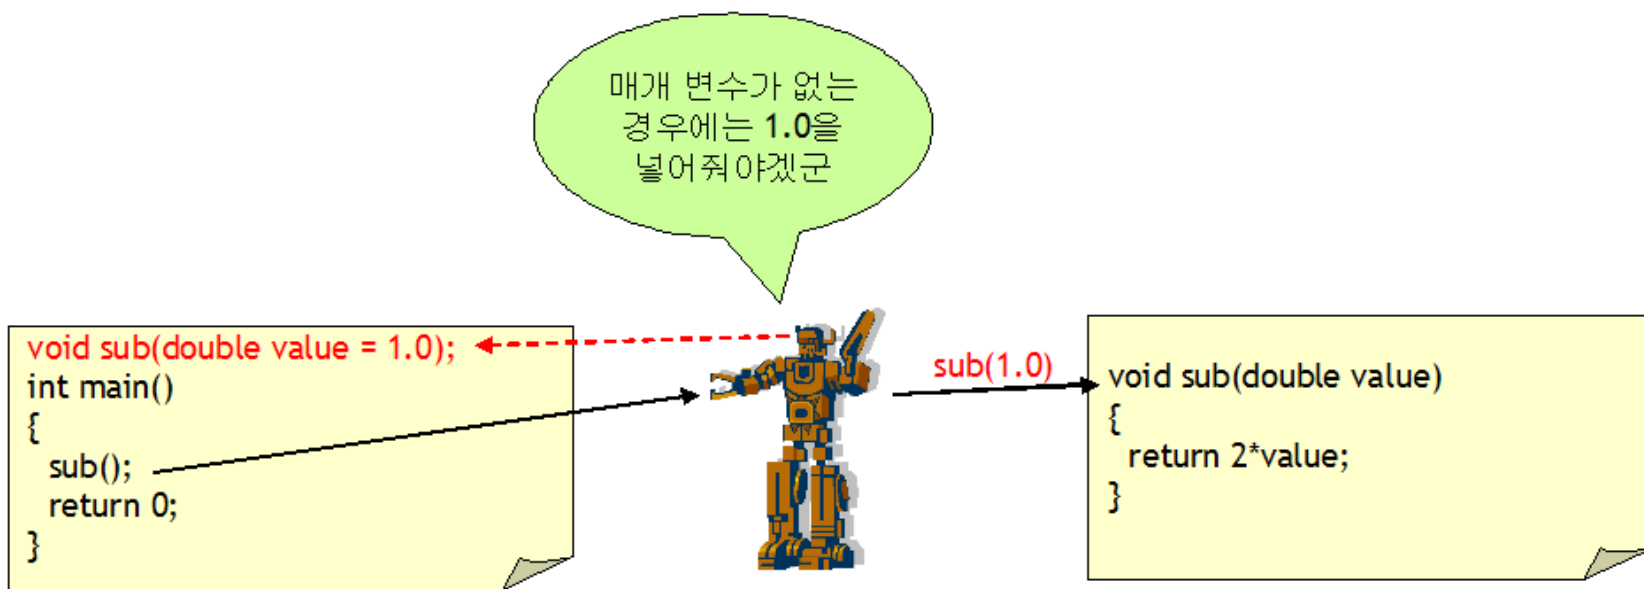 매개 변수가 없는
경우에는 1.0을
넣어줘야겠군
void sub(double value = 1.0);
int main()
{
sub();
return 0;
}
sub(1.0)
void sub(double value)
{
return 2*value;
}